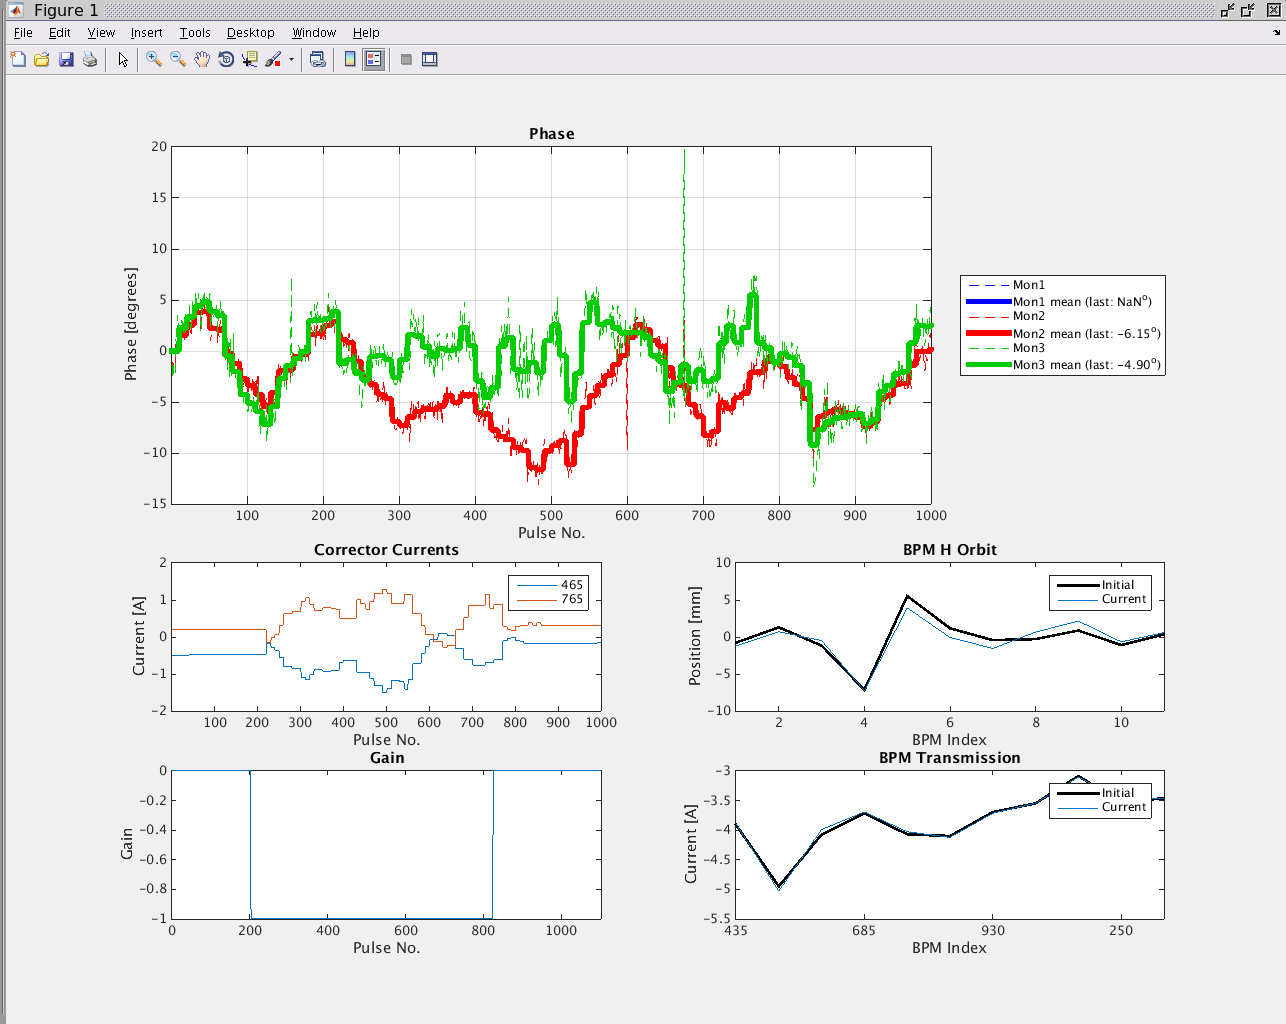 Figure 1
File Edit View Insert Tools Desktop Window Help
Phase
Phase [degrees]
20
15
10
5
0
−5
−10
−15
100 200 300 400 500 600 700 800 900 1000
Pulse No.
Mon1
Mon1 mean (last: NaN°)
Mon2
Mon2 mean (last: −6.15°)
Mon3
Mon3 mean (last: −4.90°)
Corrector Currents
Current [A]
2
1
0
−1
−2
465
765
100 200 300 400 500 600 700 800 900 1000
Pulse No.
BPM H Orbit
Position [mm]
10
5
0
−5
−10
Initial
Current
2 4 6 8 10
BPM Index
Gain
Gain
0
−0.2
−0.4
−0.6
−0.8
−1
0 200 400 600 800 1000
Pulse No.
BPM Transmission
Current [A]
−3
−3.5
−4
−4.5
−5
−5.5
Initial
Current
435 685 930 250
BPM Index